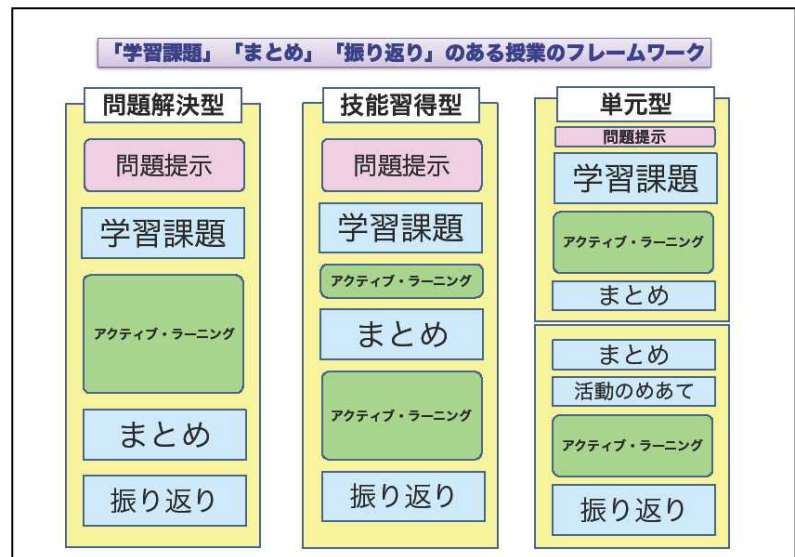 「学習課題」「まとめ」「振り返り」のある授業のフレームワーク
問題解決型
問題提示
学習課題
アクティブ・ラーニング
まとめ
振り返り
技能習得型
問題提示
学習課題
アクティブ・ラーニング
まとめ
アクティブ・ラーニング
振り返り
単元型
問題提示
学習課題
アクティブ・ラーニング
まとめ
まとめ
活動のめあて
アクティブ・ラーニング
振り返り